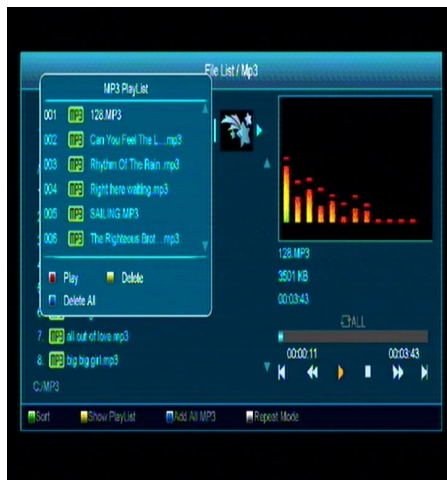 File List / Mp3
MP3 PlayList
001 MP3 128.MP3
002 MP3 Can You Feel The L....mp3
003 MP3 Rhythm Of The Rain .mp3
004 MP3 Right here waiting.mp3
005 MP3 SAILING.MP3
006 MP3 The Righteous Brot ...mp3
Play
Delete
Delete All
7. MP3 all out of love.mp3
8. MP3 big big girl.mp3
C:/MP3
128.MP3
3501 KB
00:03:43
ALL
00:00:11
00:03:43
Sort
Show PlayList
Add All MP3
Repeat Mode